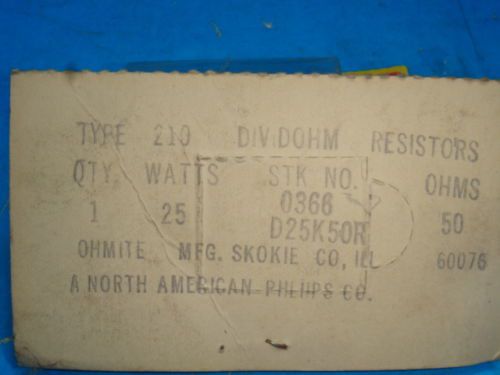 TYPE 210 DIVIDOHM RESISTORS
QTY. WATTS STK NO. OHMS
1 25 0366 50
D25K50R
OHMITE MFG. SKOKIE CO, ILL 60076
A NORTH AMERICAN PHLIIPS CO.